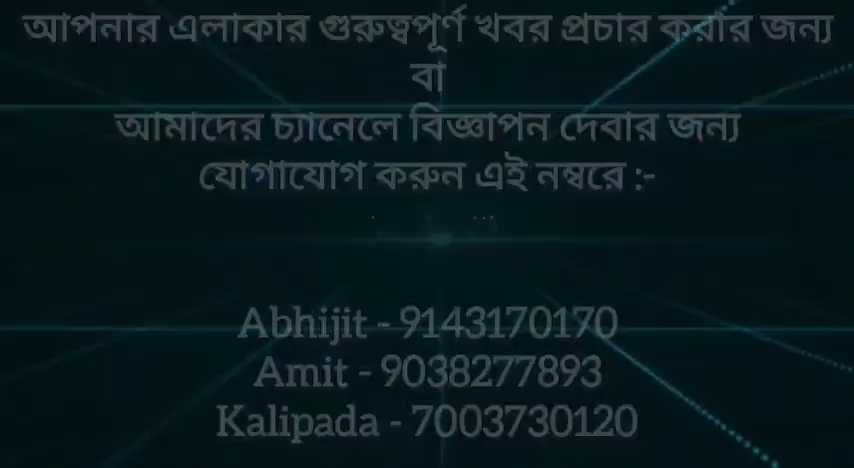 আপনার এলাকার গুরুত্বপূর্ণ খবর প্রচার করার জন্য
বা
আমাদের চ্যানেলে বিজ্ঞাপন দেবার জন্য
যোগাযোগ করুন এই নম্বরে :-
Abhijit - 9143170170
Amit - 9038277893
Kalipada - 7003730120